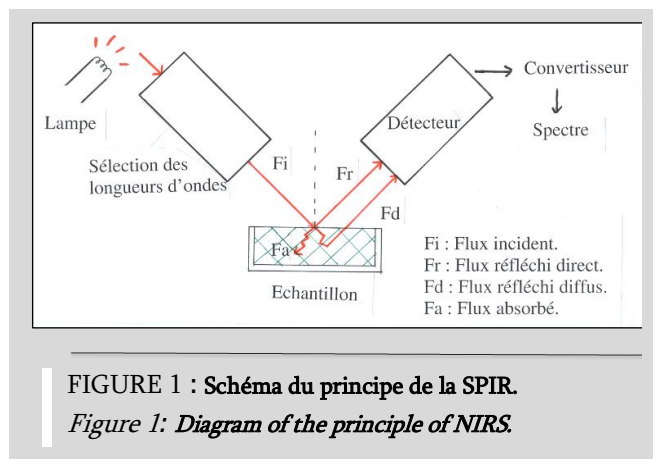 Lampe
Sélection des
longueurs d'ondes
Fi
Fr
Fd
Fa
Détecteur
Convertisseur
Spectre
Echantillon
Fi : Flux incident.
Fr : Flux réfléchi direct.
Fd : Flux réfléchi diffus.
Fa : Flux absorbé.
FIGURE 1 : Schéma du principe de la SPIR.
Figure 1: Diagram of the principle of NIRS.